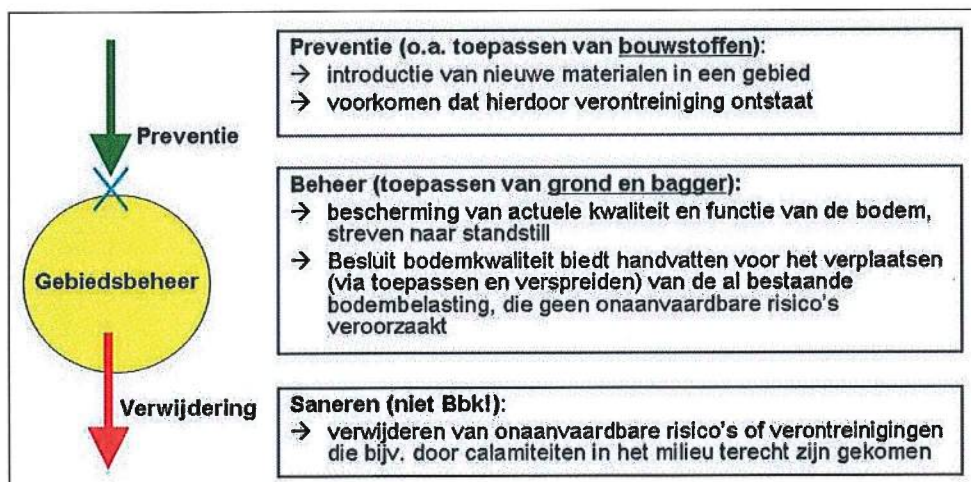 Preventie (o.a. toepassen van bouwstoffen):
→ introductie van nieuwe materialen in een gebied
→ voorkomen dat hierdoor verontreiniging ontstaat
Preventie
Beheer (toepassen van grond en bagger):
→ bescherming van actuele kwaliteit en functie van de bodem,
streven naar standstill
→ Besluit bodemkwaliteit biedt handvatten voor het verplaatsen
(via toepassen en verspreiden) van de al bestaande
bodembelasting, die geen onaanvaardbare risico's
veroorzaakt
Gebiedsbeheer
Verwijdering
Saneren (niet Bbkl):
→ verwijderen van onaanvaardbare risico's of verontreinigingen
die bijv. door calamiteiten in het milieu terecht zijn gekomen